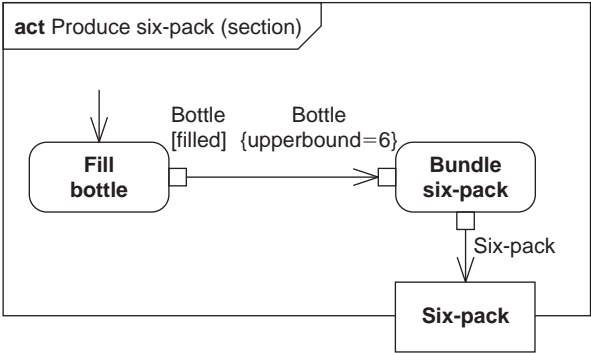 act Produce six-pack (section)
Bottle
[filled]
Bottle
{upperbound=6}
Fill
bottle
Bundle
six-pack
Six-pack
Six-pack